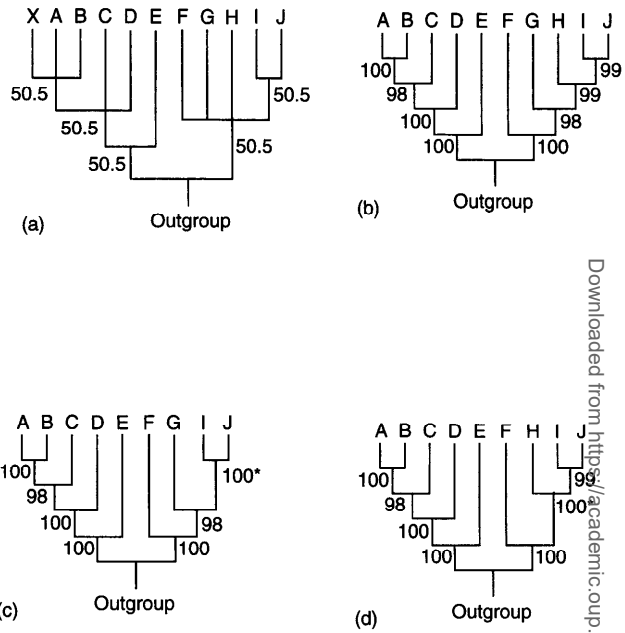 X A B C D E F G H I J
50.5
50.5
50.5
50.5
50.5
Outgroup
(a)
A B C D E F G H I J
100
99
98
99
100
98
100
100
Outgroup
(b)
A B C D E F G I J
100
100*
98
100
98
100
100
Outgroup
(c)
A B C D E F H I J
100
99
98
100*
100
100
100
Outgroup
(d)
Downloaded from https://academic.oup.